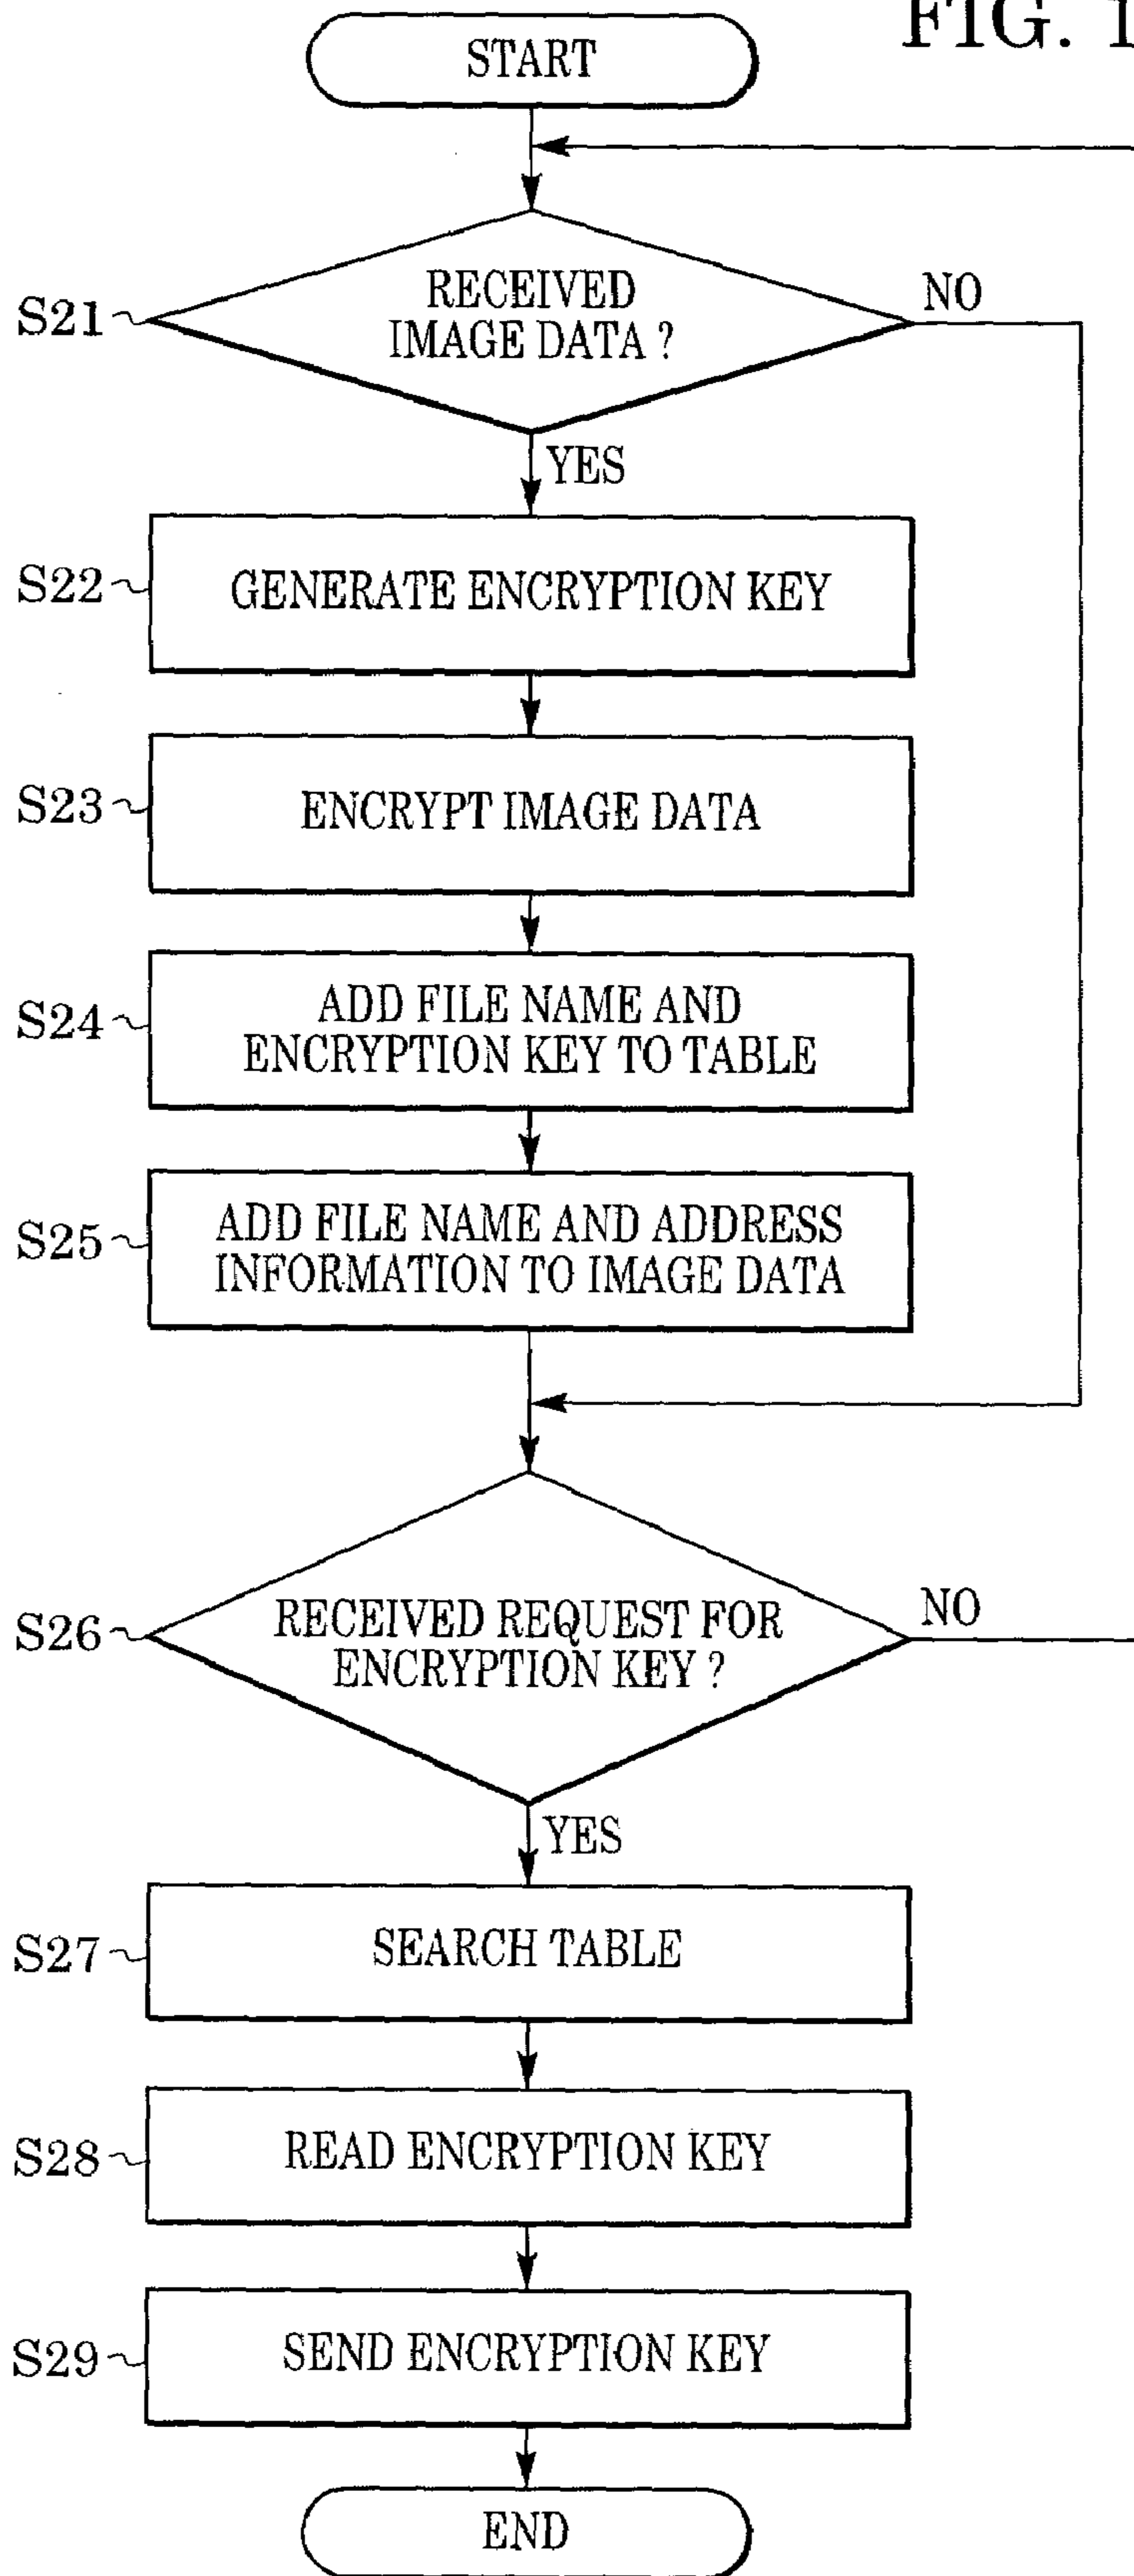 FIG. 1
START
S21
RECEIVED
IMAGE DATA ?
NO
YES
S22
GENERATE ENCRYPTION KEY
S23
ENCRYPT IMAGE DATA
S24
ADD FILE NAME AND
ENCRYPTION KEY TO TABLE
S25
ADD FILE NAME AND ADDRESS
INFORMATION TO IMAGE DATA
S26
RECEIVED REQUEST FOR
ENCRYPTION KEY ?
NO
YES
S27
SEARCH TABLE
S28
READ ENCRYPTION KEY
S29
SEND ENCRYPTION KEY
END